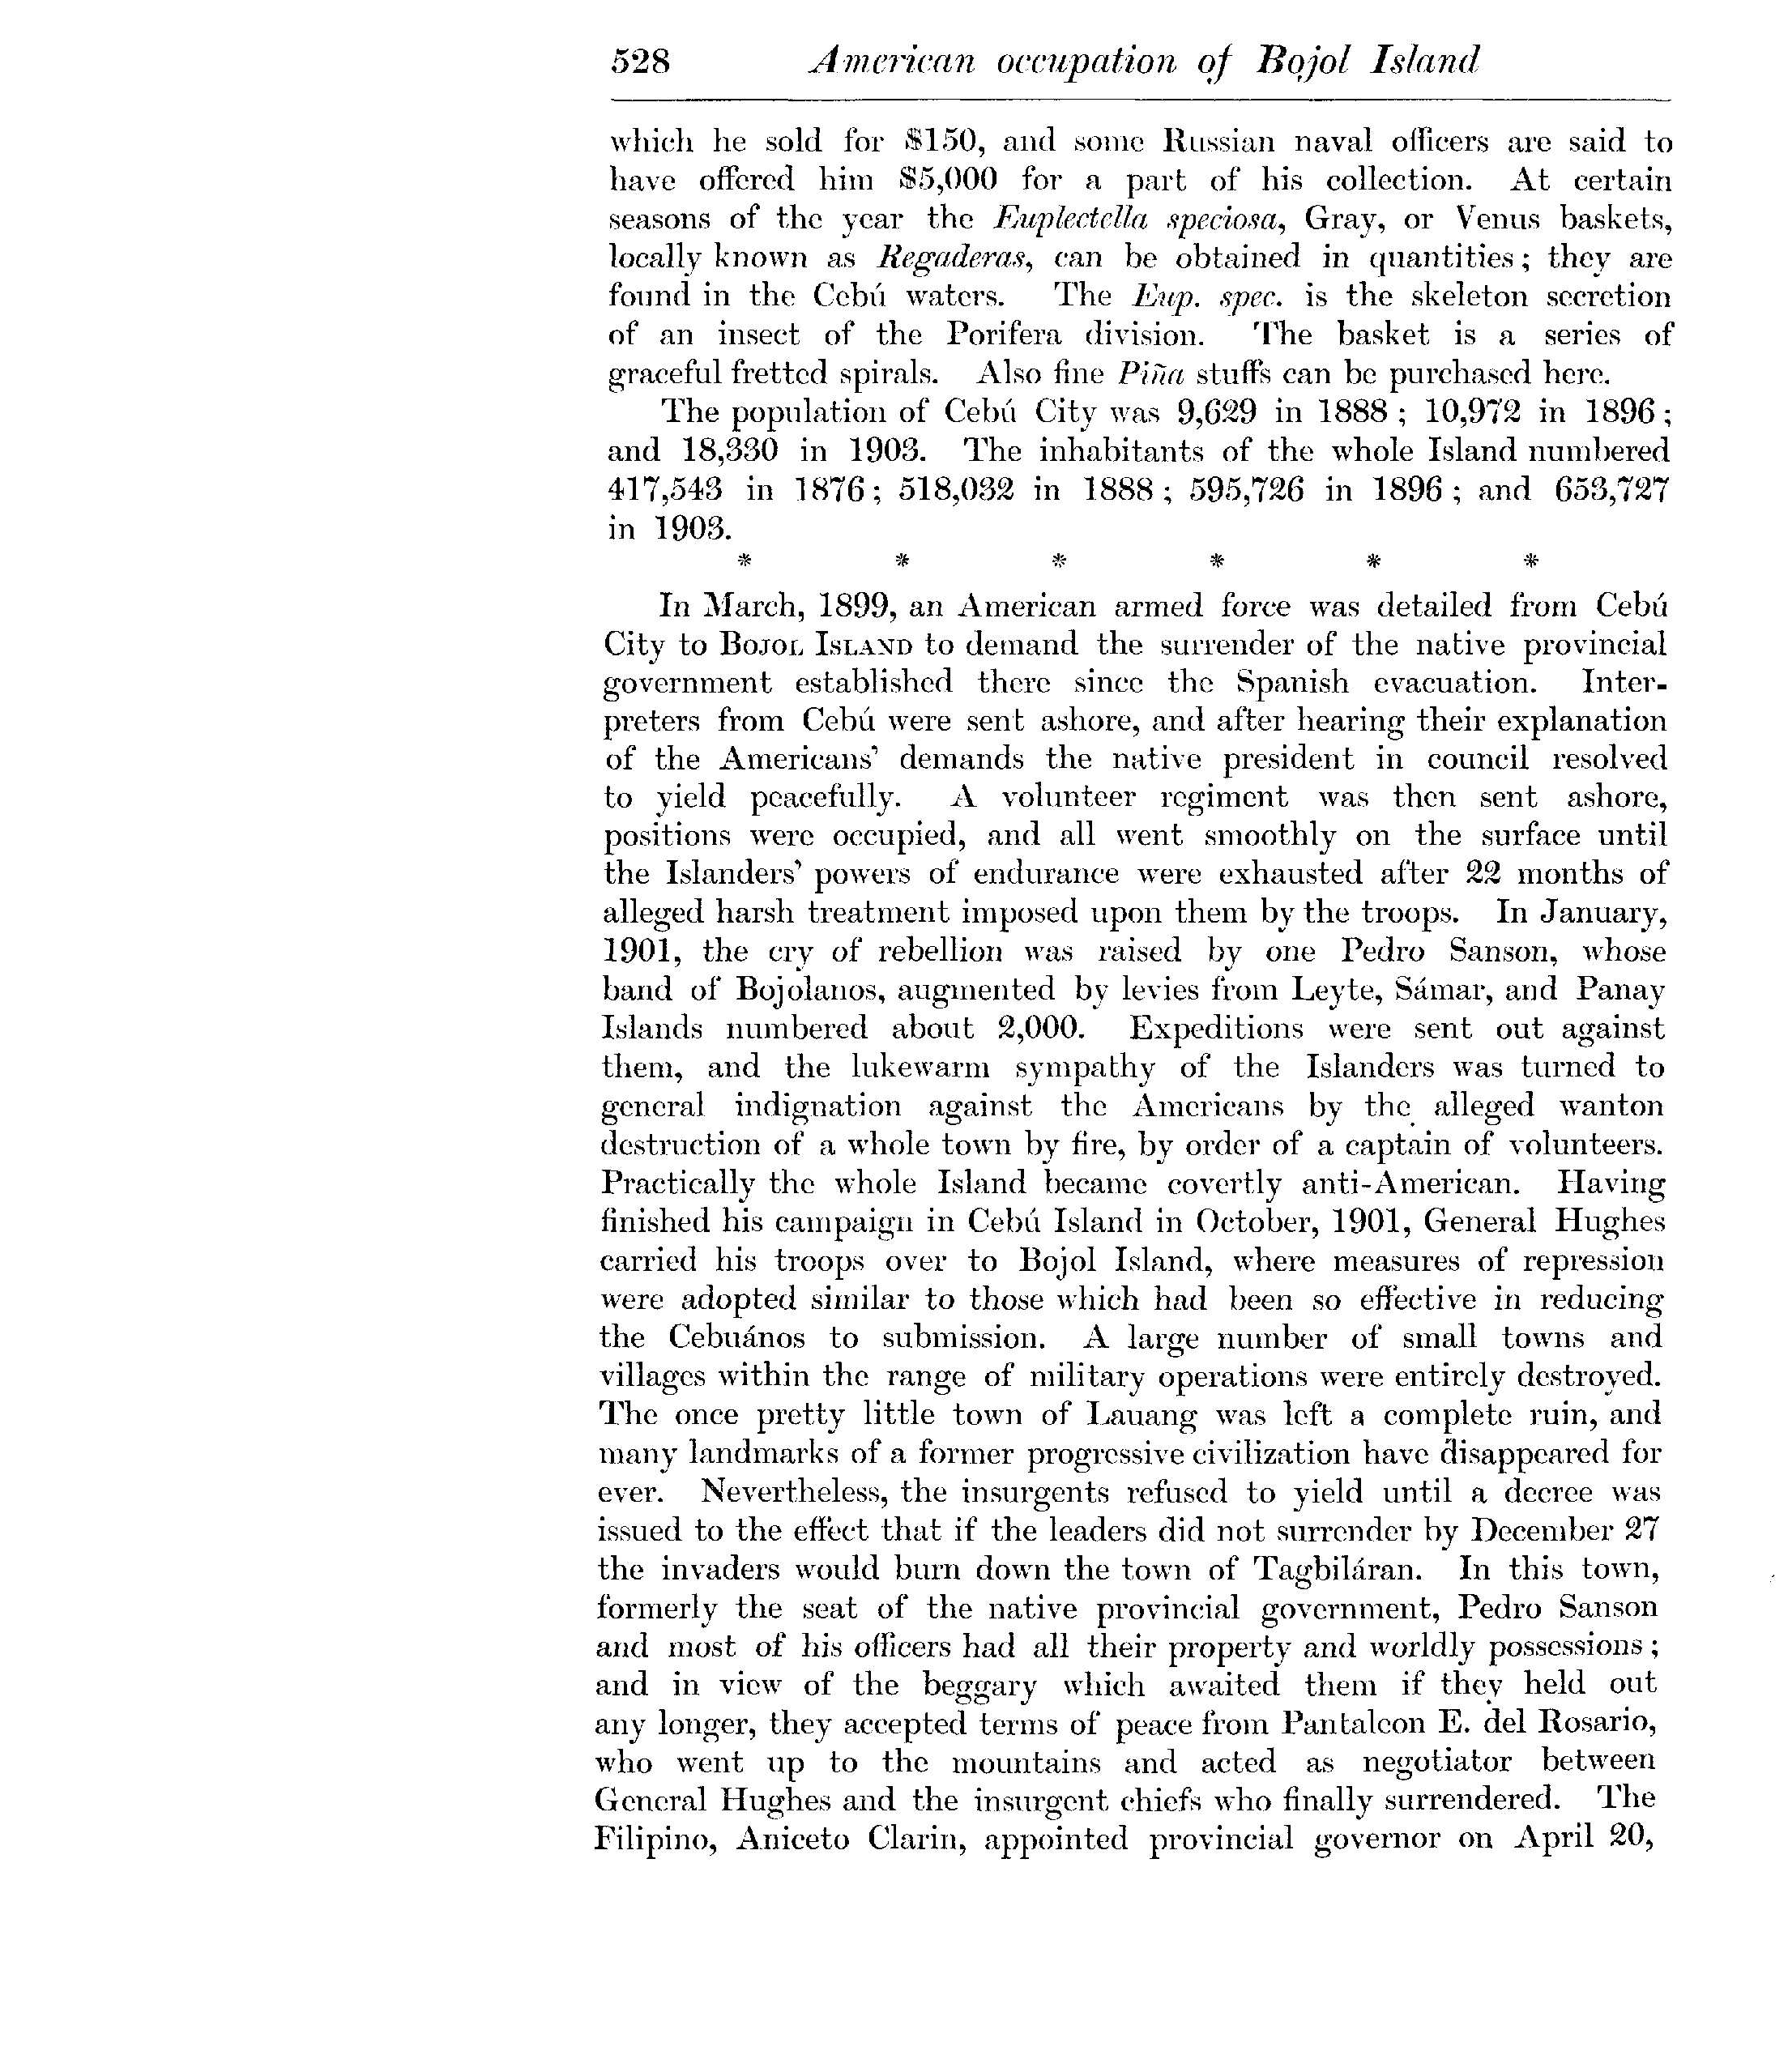 528 American occupation of Bojol Island
which he sold for $150, and some Russian naval officers are said to
have offered him $5,000 for a part of his collection. At certain
seasons of the year the Euplectella speciosa, Gray, or Venus baskets,
locally known as Regaderas, can be obtained in quantities; they are
found in the Cebú waters. The Eup. spec. is the skeleton secretion
of an insect of the Porifera division. The basket is a series of
graceful fretted spirals. Also fine Piña stuffs can be purchased here.
The population of Cebú City was 9,629 in 1888; 10,972 in 1896;
and 18,330 in 1903. The inhabitants of the whole Island numbered
417,543 in 1876; 518,032 in 1888; 595,726 in 1896; and 653,727
in 1903.
* * * * * *
In March, 1899, an American armed force was detailed from Cebú
City to Bojol Island to demand the surrender of the native provincial
government established there since the Spanish evacuation. Inter-
preters from Cebú were sent ashore, and after hearing their explanation
of the Americans' demands the native president in council resolved
to yield peacefully. A volunteer regiment was then sent ashore,
positions were occupied, and all went smoothly on the surface until
the Islanders' powers of endurance were exhausted after 22 months of
alleged harsh treatment imposed upon them by the troops. In January,
1901, the cry of rebellion was raised by one Pedro Sanson, whose
band of Bojolanos, augmented by levies from Leyte, Sámar, and Panay
Islands numbered about 2,000. Expeditions were sent out against
them, and the lukewarm sympathy of the Islanders was turned to
general indignation against the Americans by the alleged wanton
destruction of a whole town by fire, by order of a captain of volunteers.
Practically the whole Island became covertly anti-American. Having
finished his campaign in Cebú Island in October, 1901, General Hughes
carried his troops over to Bojol Island, where measures of repression
were adopted similar to those which had been so effective in reducing
the Cebuános to submission. A large number of small towns and
villages within the range of military operations were entirely destroyed.
The once pretty little town of Lauang was left a complete ruin, and
many landmarks of a former progressive civilization have disappeared for
ever. Nevertheless, the insurgents refused to yield until a decree was
issued to the effect that if the leaders did not surrender by December 27
the invaders would burn down the town of Tagbiláran. In this town,
formerly the seat of the native provincial government, Pedro Sanson
and most of his officers had all their property and worldly possessions;
and in view of the beggary which awaited them if they held out
any longer, they accepted terms of peace from Pantaleon E. del Rosario,
who went up to the mountains and acted as negotiator between
General Hughes and the insurgent chiefs who finally surrendered. The
Filipino, Aniceto Clarin, appointed provincial governor on April 20,